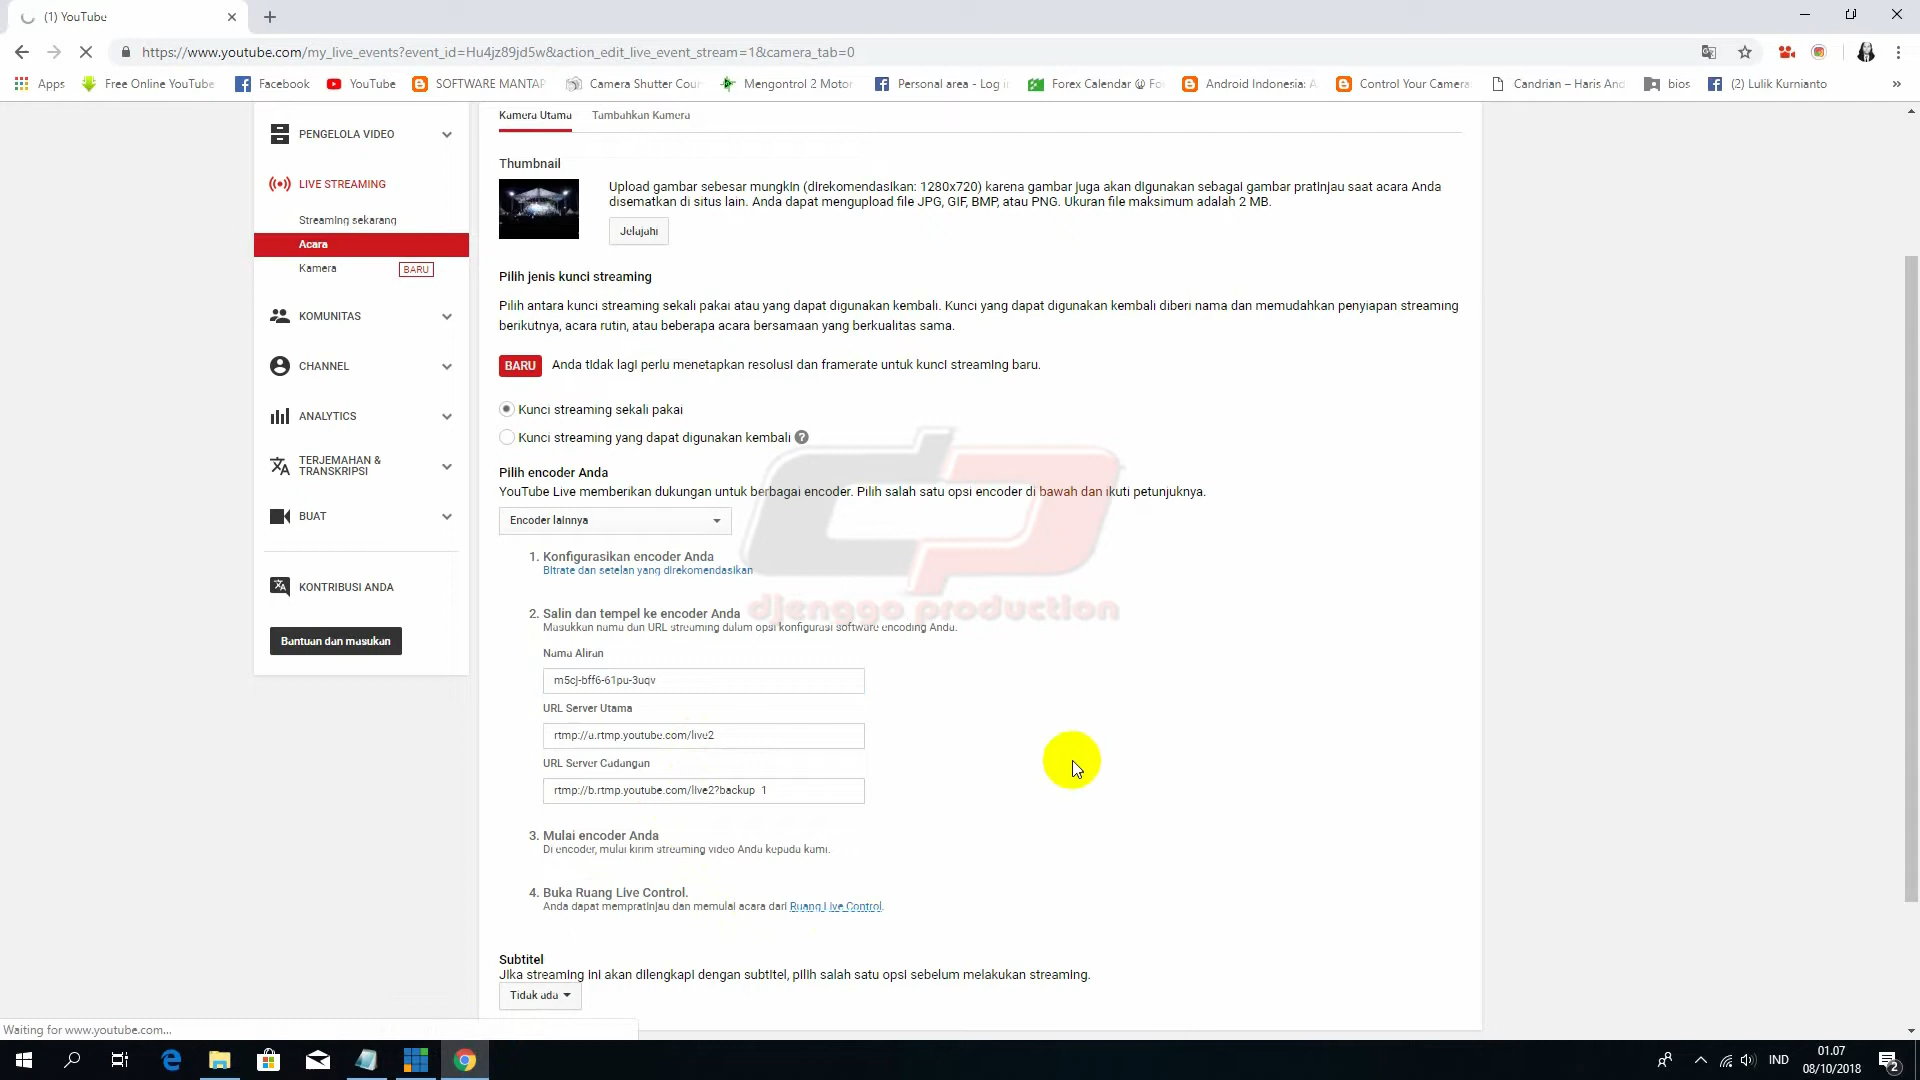 (1) YouTube
https://www.youtube.com/my_live_events?event_id=Hu4jz89jd5w&action_edit_live_event_stream=1&camera_tab=0
Apps Free Online YouTube Facebook YouTube SOFTWARE MANTAP Camera Shutter Cou Mengontrol 2 Motor Personal area - Log in Forex Calendar @ Fo Android Indonesia: A Control Your Camera Candrian – Haris And bios (2) Lulik Kurnianto »
PENGELOLA VIDEO
LIVE STREAMING
Streaming sekarang
Acara
Kamera BARU
KOMUNITAS
CHANNEL
ANALYTICS
TERJEMAHAN &
TRANSKRIPSI
BUAT
KONTRIBUSI ANDA
Bantuan dan masukan
Kamera Utama Tambahkan Kamera
Thumbnail
Upload gambar sebesar mungkin (direkomendasikan: 1280x720) karena gambar juga akan digunakan sebagai gambar pratinjau saat acara Anda
disematkan di situs lain. Anda dapat mengupload file JPG, GIF, BMP, atau PNG. Ukuran file maksimum adalah 2 MB.
Jelajahi
Pilih jenis kunci streaming
Pilih antara kunci streaming sekali pakai atau yang dapat digunakan kembali. Kunci yang dapat digunakan kembali diberi nama dan memudahkan penyiapan streaming
berikutnya, acara rutin, atau beberapa acara bersamaan yang berkualitas sama.
BARU Anda tidak lagi perlu menetapkan resolusi dan framerate untuk kunci streaming baru.
Kunci streaming sekali pakai
Kunci streaming yang dapat digunakan kembali ?
Pilih encoder Anda
YouTube Live memberikan dukungan untuk berbagai encoder. Pilih salah satu opsi encoder di bawah dan ikuti petunjuknya.
Encoder lainnya
1. Konfigurasikan encoder Anda
Bitrate dan setelan yang direkomendasikan
djenggo production
2. Salin dan tempel ke encoder Anda
Masukkan nama dan URL streaming dalam opsi konfigurasi software encoding Anda.
Nama Aliran
m5cj-bff6-61pu-3uqv
URL Server Utama
rtmp://a.rtmp.youtube.com/live2
URL Server Cadangan
rtmp://b.rtmp.youtube.com/live2?backup 1
3. Mulai encoder Anda
Di encoder, mulai kirim streaming video Anda kepada kami.
4. Buka Ruang Live Control.
Anda dapat mempratinjau dan memulai acara dari Ruang Live Control.
Subtitel
Jika streaming ini akan dilengkapi dengan subtitel, pilih salah satu opsi sebelum melakukan streaming.
Tidak ada
Waiting for www.youtube.com...
IND
01.07
08/10/2018
2